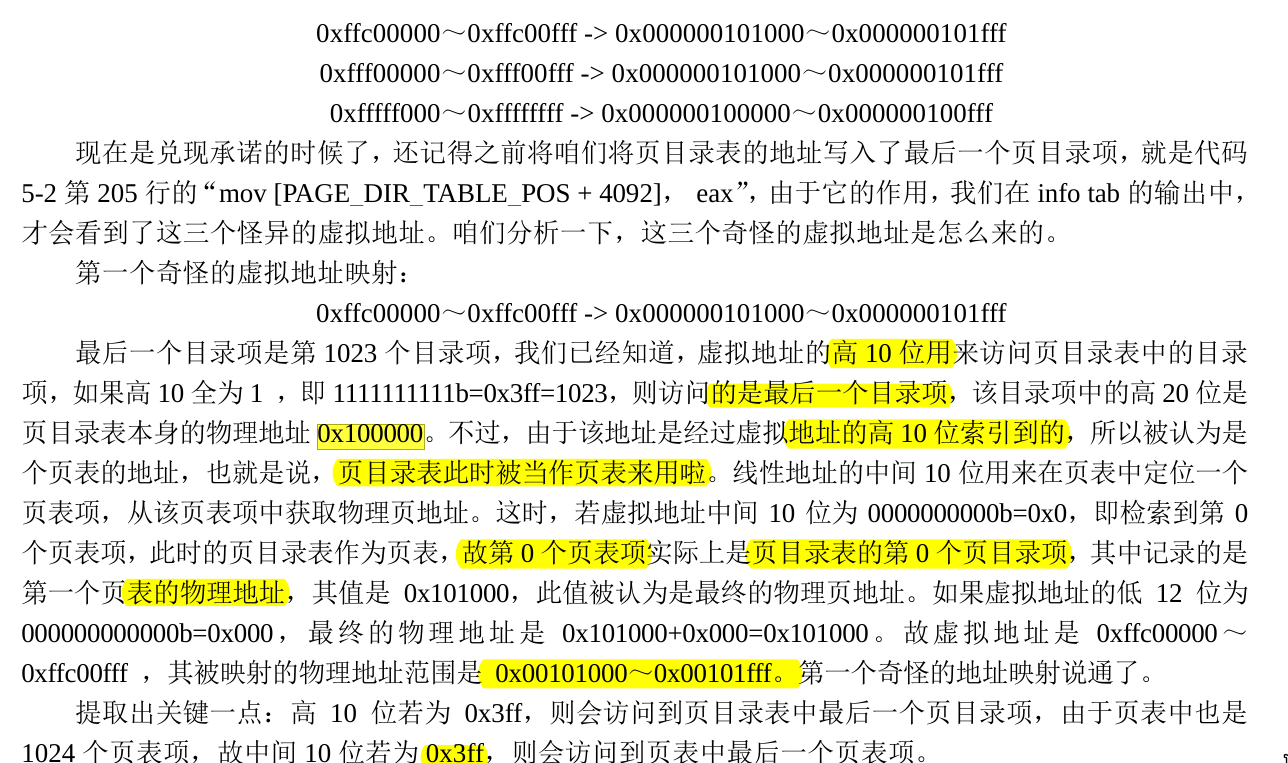 0xffc00000～0xffc00fff -> 0x000000101000～0x000000101fff
0xfff00000～0xfff00fff -> 0x000000101000～0x000000101fff
0xfffff000～0xffffffff -> 0x000000100000～0x000000100fff
现在是兑现承诺的时候了，还记得之前将咱们将页目录表的地址写入了最后一个页目录项，就是代码
5-2 第 205 行的“mov [PAGE_DIR_TABLE_POS + 4092]， eax”，由于它的作用，我们在 info tab 的输出中，
才会看到了这三个怪异的虚拟地址。咱们分析一下，这三个奇怪的虚拟地址是怎么来的。
第一个奇怪的虚拟地址映射：
0xffc00000～0xffc00fff -> 0x000000101000～0x000000101fff
最后一个目录项是第 1023 个目录项，我们已经知道，虚拟地址的高 10 位用来访问页目录表中的目录
项，如果高 10 全为 1 ，即 1111111111b=0x3ff=1023，则访问的是最后一个目录项，该目录项中的高 20 位是
页目录表本身的物理地址 0x100000。不过，由于该地址是经过虚拟地址的高 10 位索引到的，所以被认为是
个页表的地址，也就是说，页目录表此时被当作页表来用啦。线性地址的中间 10 位用来在页表中定位一个
页表项，从该页表项中获取物理页地址。这时，若虚拟地址中间 10 位为 0000000000b=0x0，即检索到第 0
个页表项，此时的页目录表作为页表，故第 0 个页表项实际上是页目录表的第 0 个页目录项，其中记录的是
第一个页表的物理地址，其值是 0x101000，此值被认为是最终的物理页地址。如果虚拟地址的低 12 位为
000000000000b=0x000，最终的物理地址是 0x101000+0x000=0x101000。故虚拟地址是 0xffc00000～
0xffc00fff ，其被映射的物理地址范围是 0x00101000～0x00101fff。第一个奇怪的地址映射说通了。
提取出关键一点：高 10 位若为 0x3ff，则会访问到页目录表中最后一个页目录项，由于页表中也是
1024 个页表项，故中间 10 位若为 0x3ff，则会访问到页表中最后一个页表项。